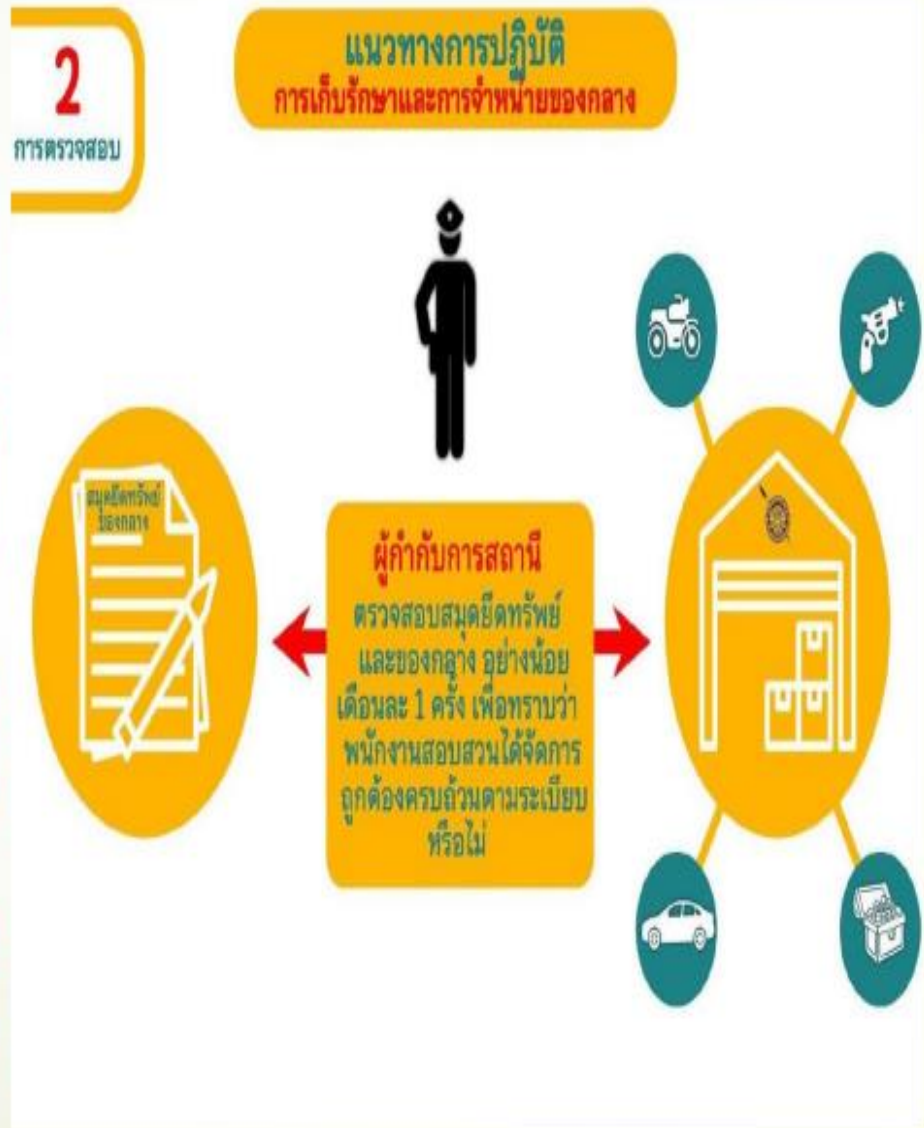 2
การตรวจสอบ
แนวทางการปฏิบัติ
การเก็บรักษาและการจำหน่ายของกลาง
สมุดยึดทรัพย์
ของกลาง
ผู้กำกับการสถานี
ตรวจสอบสมุดยึดทรัพย์
และของกลาง อย่างน้อย
เดือนละ 1 ครั้ง เพื่อทราบว่า
พนักงานสอบสวนได้จัดการ
ถูกต้องครบถ้วนตามระเบียบ
หรือไม่